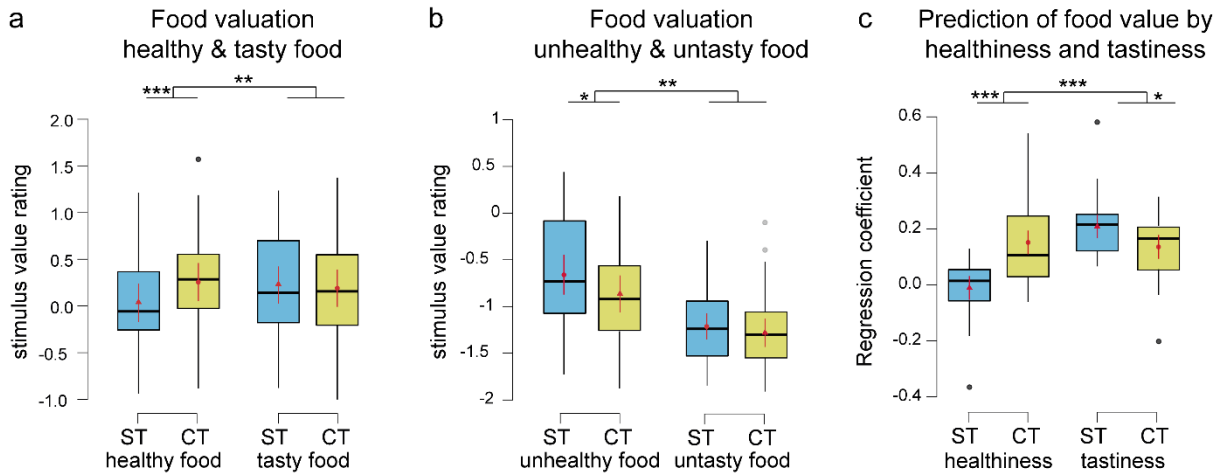 a
Food valuation
healthy & tasty food
***
**
2.0
1.5
1.0
0.5
0.0
-0.5
-1.0
stimulus value rating
ST CT ST CT
healthy food tasty food
b
Food valuation
unhealthy & untasty food
**
*
1
0.5
0
-0.5
-1
-1.5
-2
stimulus value rating
ST CT ST CT
unhealthy food untasty food
c
Prediction of food value by
healthiness and tastiness
***
*** *
0.6
0.4
0.2
0.0
-0.2
-0.4
Regression coefficient
ST CT ST CT
healthiness tastiness